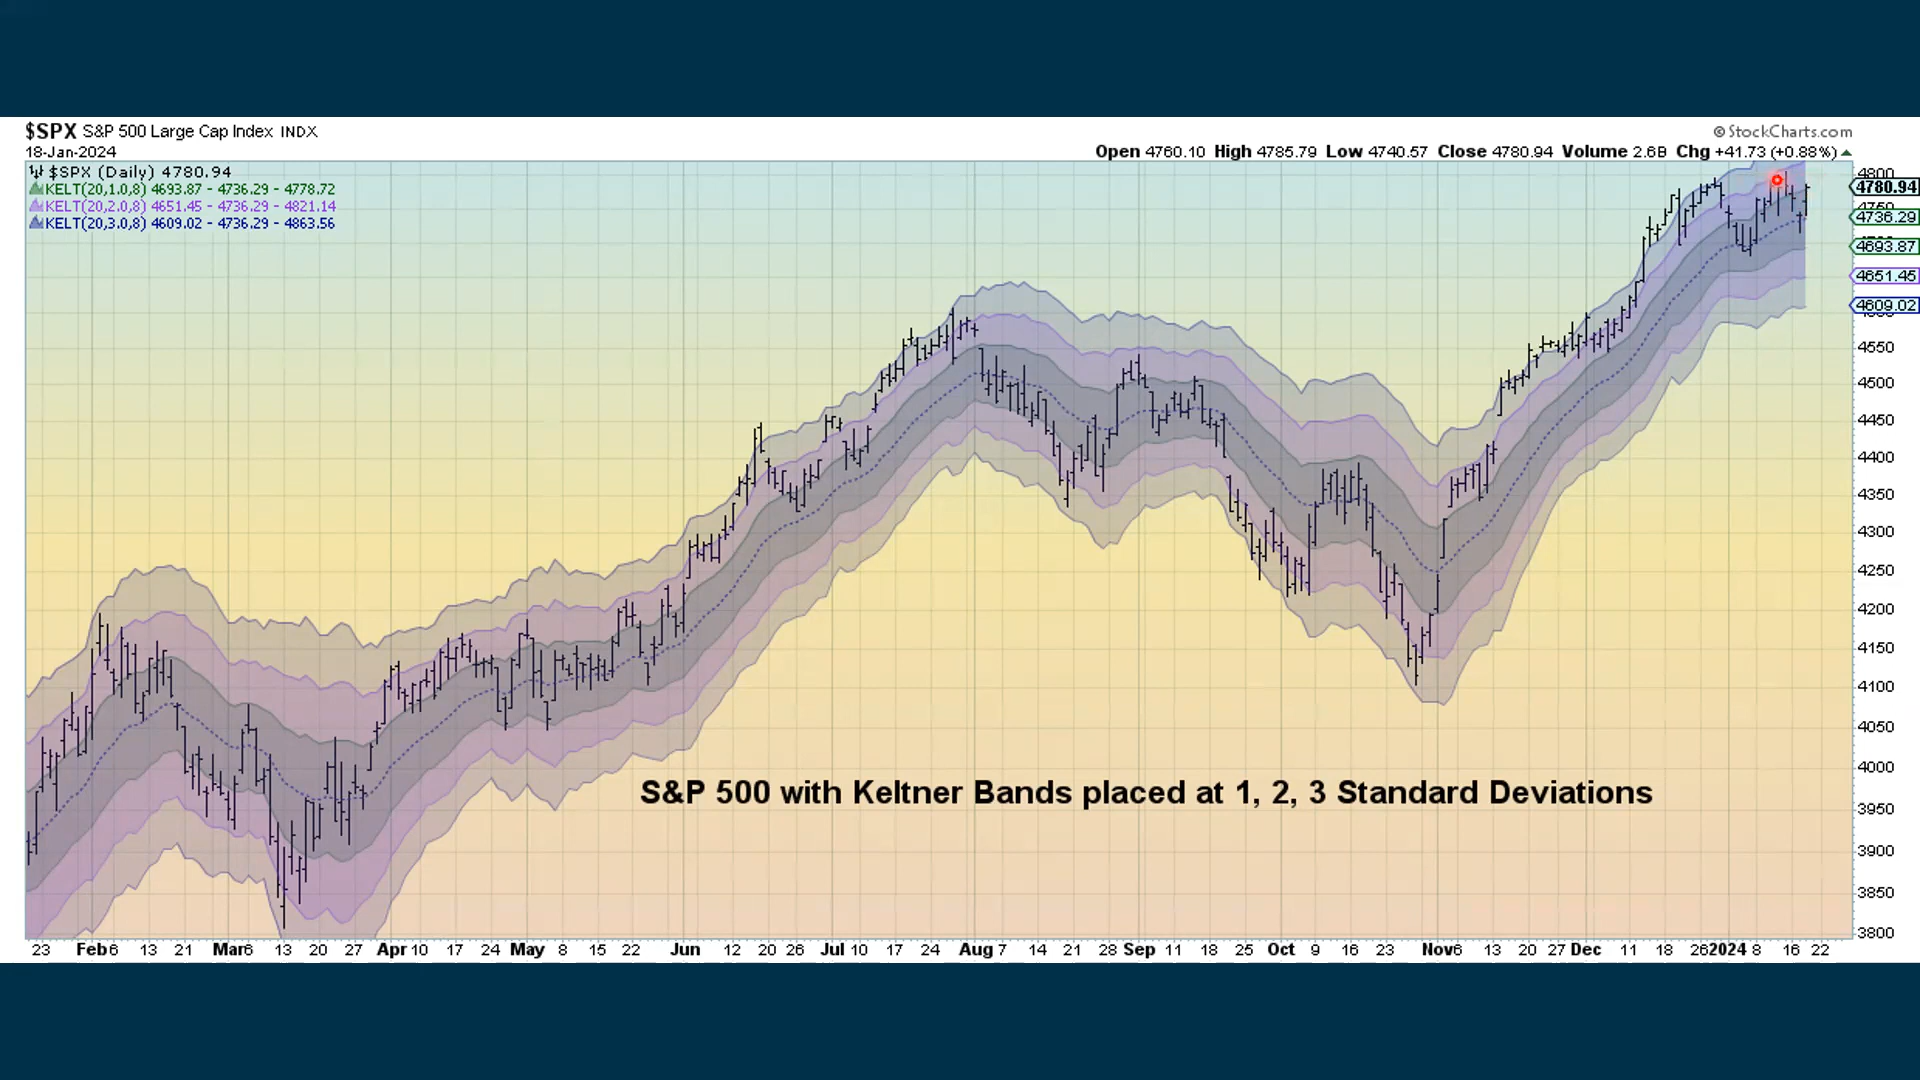 $SPX S&P 500 Large Cap Index INDX
© StockCharts.com
18-Jan-2024
Open 4760.10 High 4785.79 Low 4740.57 Close 4780.94 Volume 2.6B Chg +41.73 (+0.88%)
$SPX (Daily) 4780.94
KELT(20,1.0,8) 4693.87 - 4736.29 - 4778.72
KELT(20,2.0,8) 4651.45 - 4736.29 - 4821.14
KELT(20,3.0,8) 4609.02 - 4736.29 - 4863.56
4800
4780.94
4750
4736.29
4693.87
4651.45
4609.02
4550
4500
4450
4400
4350
4300
4250
4200
4150
4100
4050
4000
3950
3900
3850
3800
S&P 500 with Keltner Bands placed at 1, 2, 3 Standard Deviations
23 Feb 6 13 21 Mar 6 13 20 27 Apr 10 17 24 May 8 15 22 Jun 12 20 26 Jul 10 17 24 Aug 7 14 21 28 Sep 11 18 25 Oct 9 16 23 Nov 6 13 20 27 Dec 11 18 26 2024 8 16 22